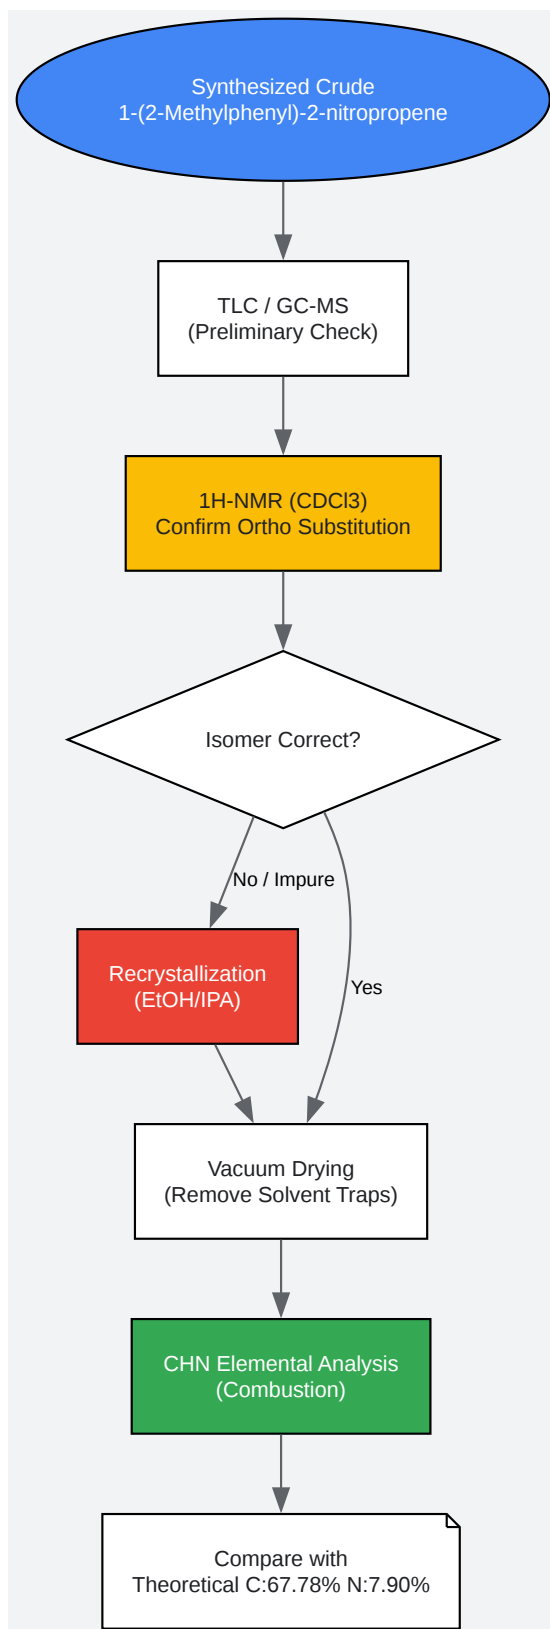 Synthesized Crude
1-(2-Methylphenyl)-2-nitropropene
TLC / GC-MS
(Preliminary Check)
1H-NMR (CDCl3)
Confirm Ortho Substitution
Isomer Correct?
No / Impure
Recrystallization
(EtOH/IPA)
Yes
Vacuum Drying
(Remove Solvent Traps)
CHN Elemental Analysis
(Combustion)
Compare with
Theoretical C:67.78% N:7.90%